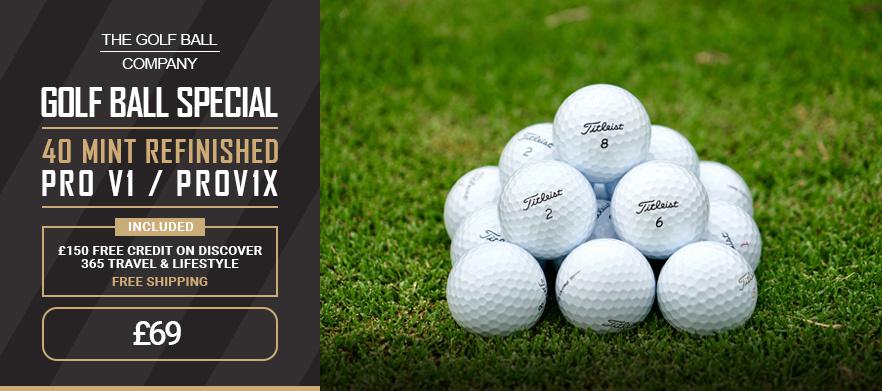 THE GOLF BALL
COMPANY
GOLF BALL SPECIAL
40 MINT REFINISHED
PRO V1 / PROV1X
INCLUDED
£150 FREE CREDIT ON DISCOVER
365 TRAVEL & LIFESTYLE
FREE SHIPPING
£69
Titleist
8
2
Titleist
2
Titleist
6